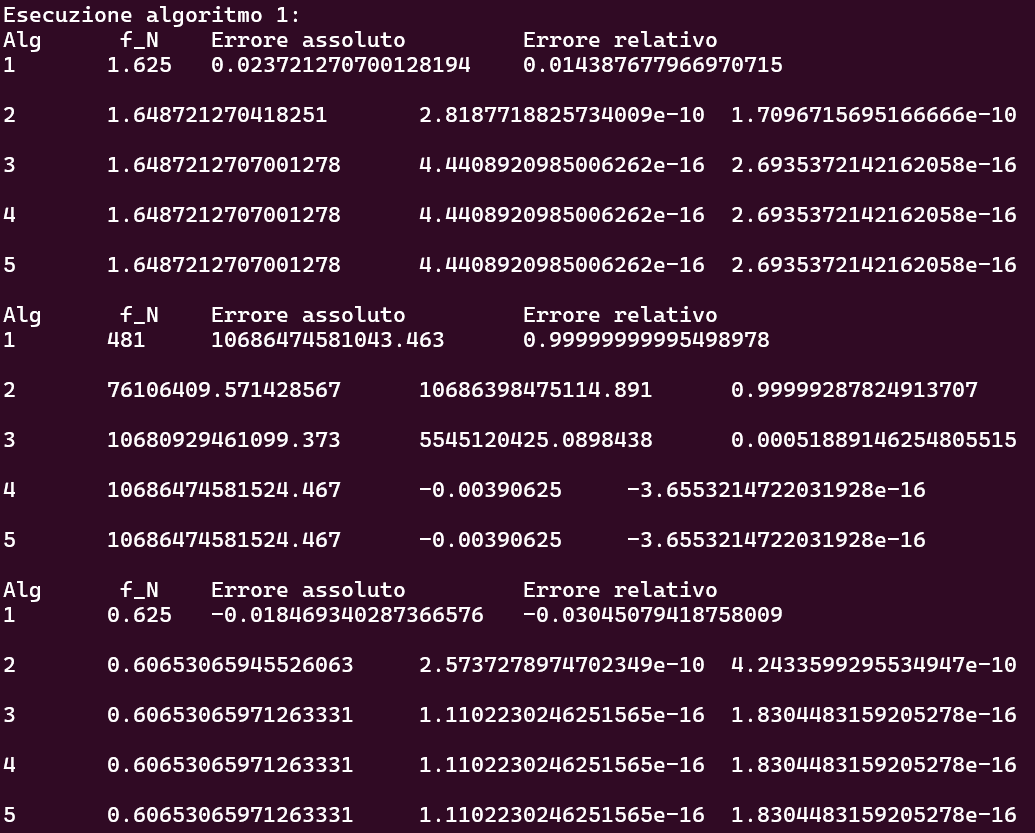 Esecuzione algoritmo 1:
Alg f_N Errore assoluto Errore relativo
1 1.625 0.023721270700128194 0.014387677966970715
2 1.648721270418251 2.8187718825734009e-10 1.7096715695166666e-10
3 1.6487212707001278 4.4408920985006262e-16 2.6935372142162058e-16
4 1.6487212707001278 4.4408920985006262e-16 2.6935372142162058e-16
5 1.6487212707001278 4.4408920985006262e-16 2.6935372142162058e-16
Alg f_N Errore assoluto Errore relativo
1 481 10686474581043.463 0.99999999995498978
2 76106409.571428567 10686398475114.891 0.99999287824913707
3 10680929461099.373 5545120425.0898438 0.00051889146254805515
4 10686474581524.467 -0.00390625 -3.6553214722031928e-16
5 10686474581524.467 -0.00390625 -3.6553214722031928e-16
Alg f_N Errore assoluto Errore relativo
1 0.625 -0.018469340287366576 -0.03045079418758009
2 0.60653065945526063 2.5737278974702349e-10 4.2433599295534947e-10
3 0.60653065971263331 1.1102230246251565e-16 1.8304483159205278e-16
4 0.60653065971263331 1.1102230246251565e-16 1.8304483159205278e-16
5 0.60653065971263331 1.1102230246251565e-16 1.8304483159205278e-16